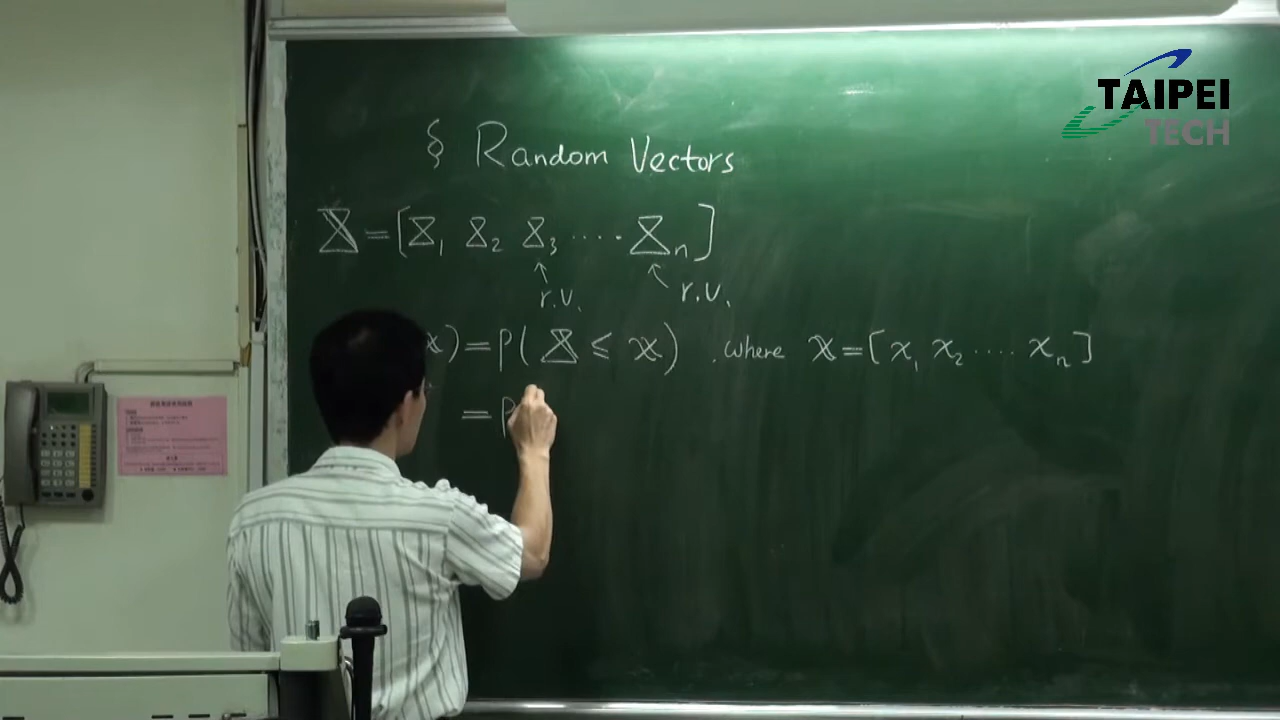 TAIPEI
TECH
§ Random Vectors
X = [X₁ X₂ X₃ ···· Xₙ]
↑ r.v. ↖ r.v.
x) = P(X ≤ x) , where x = [x₁ x₂ ···· xₙ]
= P